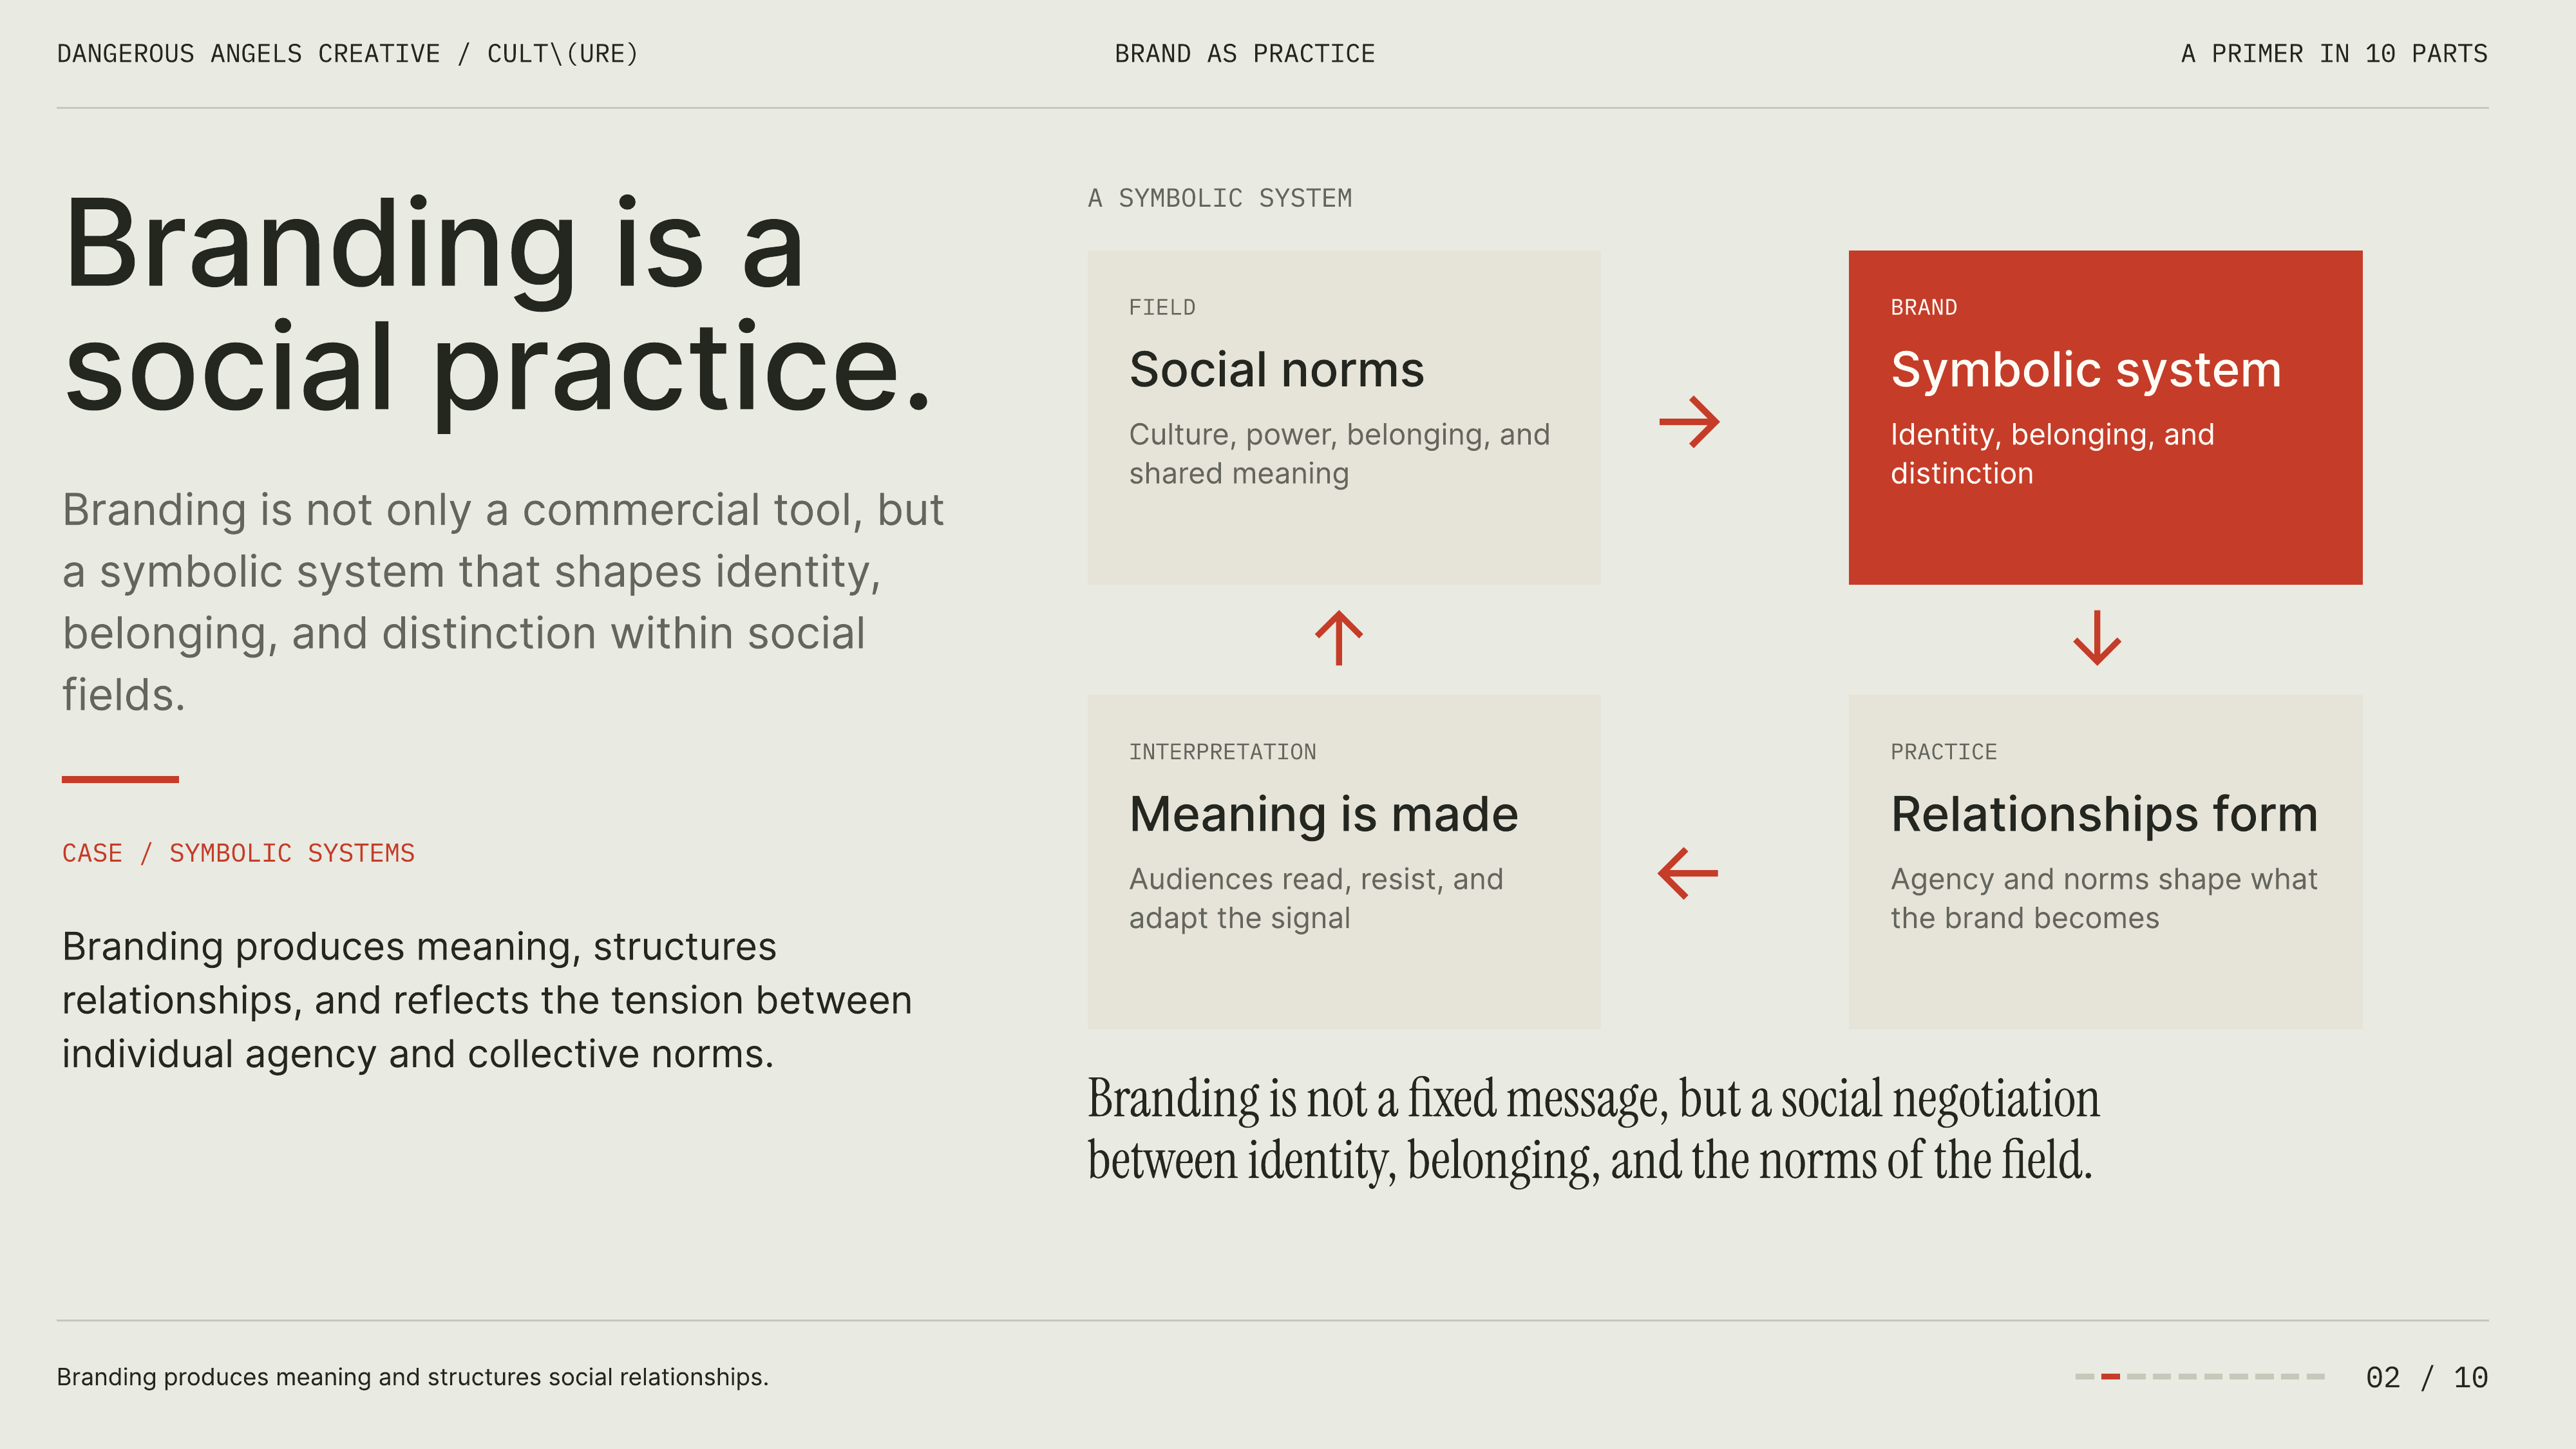 DANGEROUS ANGELS CREATIVE / CULT\(URE)
BRAND AS PRACTICE
A PRIMER IN 10 PARTS
Branding is a
social practice.
Branding is not only a commercial tool, but
a symbolic system that shapes identity,
belonging, and distinction within social
fields.
CASE / SYMBOLIC SYSTEMS
Branding produces meaning, structures
relationships, and reflects the tension between
individual agency and collective norms.
A SYMBOLIC SYSTEM
FIELD
Social norms
Culture, power, belonging, and
shared meaning
BRAND
Symbolic system
Identity, belonging, and
distinction
INTERPRETATION
Meaning is made
Audiences read, resist, and
adapt the signal
PRACTICE
Relationships form
Agency and norms shape what
the brand becomes
Branding is not a fixed message, but a social negotiation
between identity, belonging, and the norms of the field.
Branding produces meaning and structures social relationships.
02 / 10